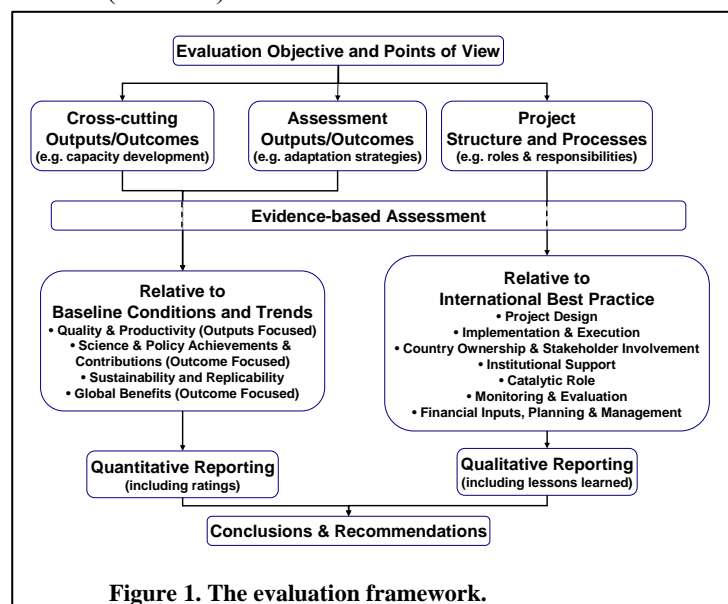 Evaluation Objective and Points of View
Cross-cutting
Outputs/Outcomes
(e.g. capacity development)
Assessment
Outputs/Outcomes
(e.g. adaptation strategies)
Project
Structure and Processes
(e.g. roles & responsibilities)
Evidence-based Assessment
Relative to
Baseline Conditions and Trends
• Quality & Productivity (Outputs Focused)
• Science & Policy Achievements &
Contributions (Outcome Focused)
• Sustainability and Replicability
• Global Benefits (Outcome Focused)
Relative to
International Best Practice
• Project Design
• Implementation & Execution
• Country Ownership & Stakeholder Involvement
• Institutional Support
• Catalytic Role
• Monitoring & Evaluation
• Financial Inputs, Planning & Management
Quantitative Reporting
(including ratings)
Qualitative Reporting
(including lessons learned)
Conclusions & Recommendations
Figure 1. The evaluation framework.